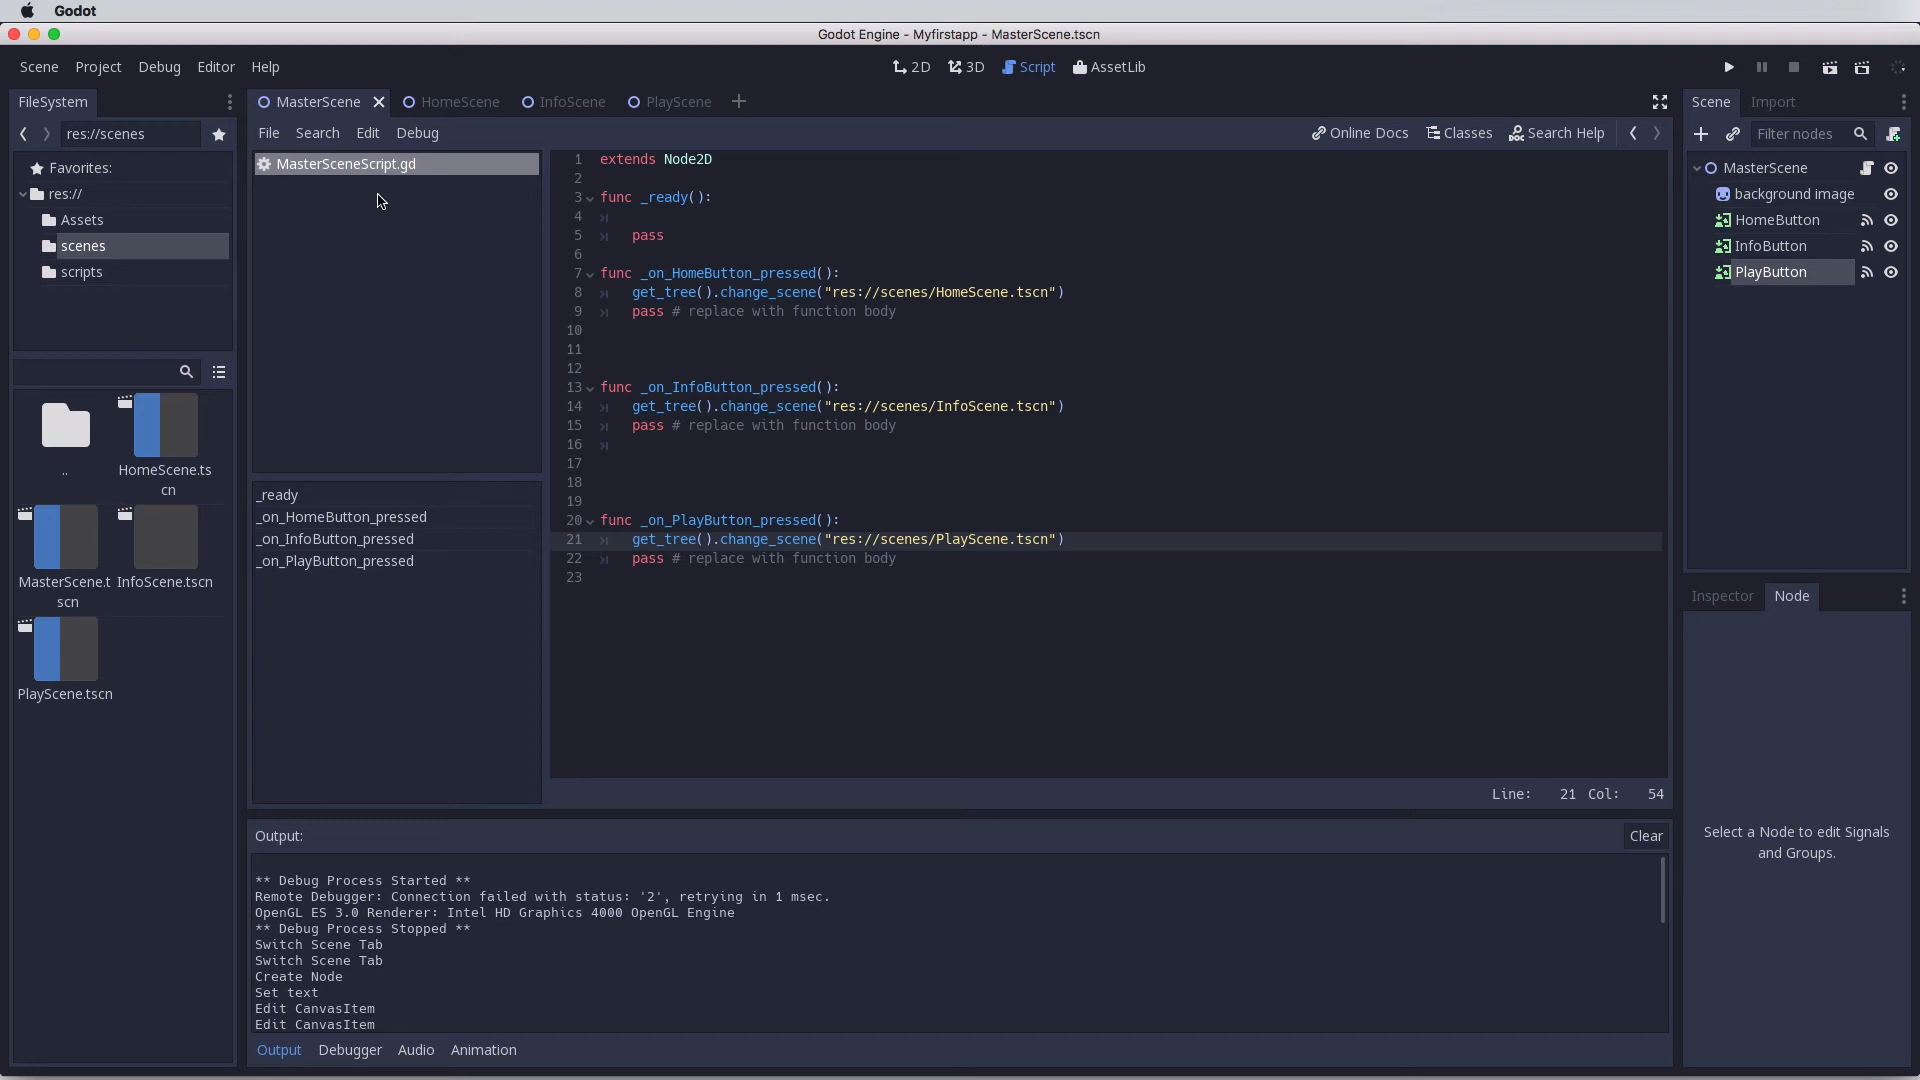 Godot
Godot Engine - Myfirstapp - MasterScene.tscn
Scene Project Debug Editor Help
2D 3D Script AssetLib
FileSystem
res://scenes
Favorites:
res://
Assets
scenes
scripts
..
HomeScene.ts
cn
MasterScene.t
scn
InfoScene.tscn
PlayScene.tscn
MasterScene HomeScene InfoScene PlayScene
File Search Edit Debug
Online Docs Classes Search Help
MasterSceneScript.gd
_ready
_on_HomeButton_pressed
_on_InfoButton_pressed
_on_PlayButton_pressed
1 extends Node2D
2
3 func _ready():
4
5 pass
6
7 func _on_HomeButton_pressed():
8 get_tree().change_scene("res://scenes/HomeScene.tscn")
9 pass # replace with function body
10
11
12
13 func _on_InfoButton_pressed():
14 get_tree().change_scene("res://scenes/InfoScene.tscn")
15 pass # replace with function body
16
17
18
19
20 func _on_PlayButton_pressed():
21 get_tree().change_scene("res://scenes/PlayScene.tscn")
22 pass # replace with function body
23
Line: 21 Col: 54
Output:
Clear
** Debug Process Started **
Remote Debugger: Connection failed with status: '2', retrying in 1 msec.
OpenGL ES 3.0 Renderer: Intel HD Graphics 4000 OpenGL Engine
** Debug Process Stopped **
Switch Scene Tab
Switch Scene Tab
Create Node
Set text
Edit CanvasItem
Edit CanvasItem
Output Debugger Audio Animation
Scene Import
Filter nodes
MasterScene
background image
HomeButton
InfoButton
PlayButton
Inspector Node
Select a Node to edit Signals
and Groups.